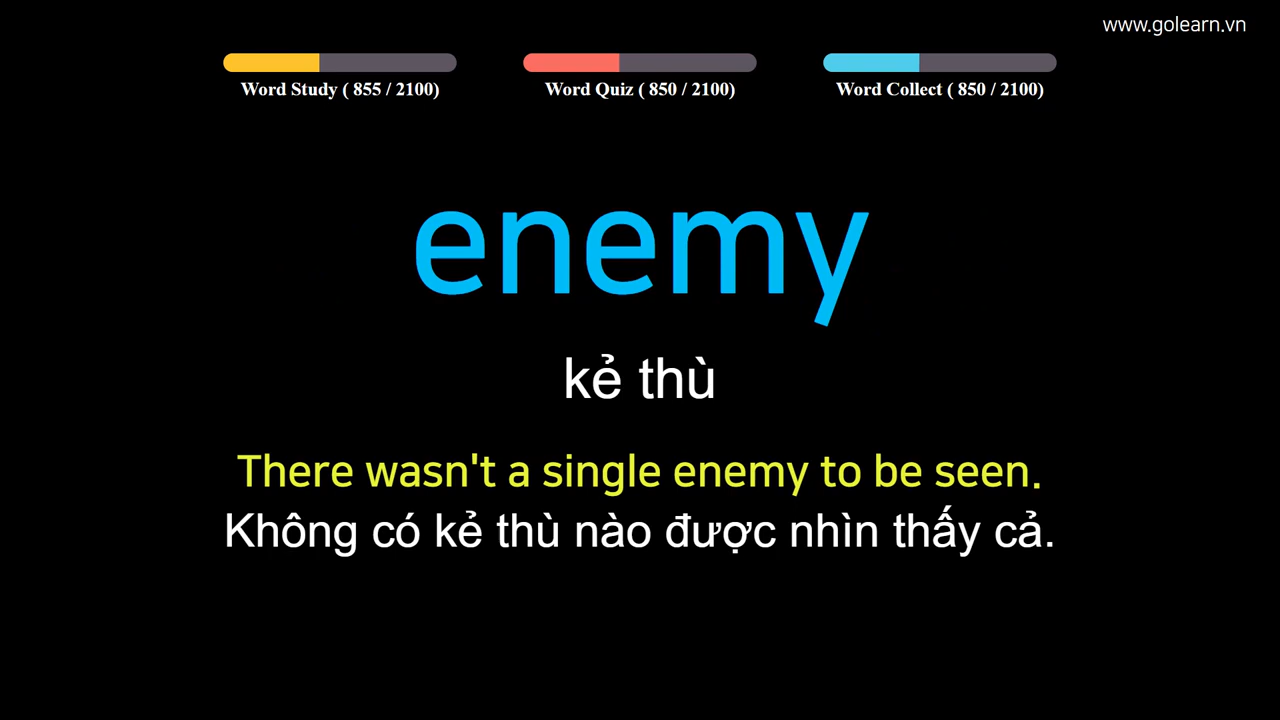 www.golearn.vn
Word Study ( 855 / 2100)
Word Quiz ( 850 / 2100)
Word Collect ( 850 / 2100)
enemy
kẻ thù
There wasn't a single enemy to be seen.
Không có kẻ thù nào được nhìn thấy cả.